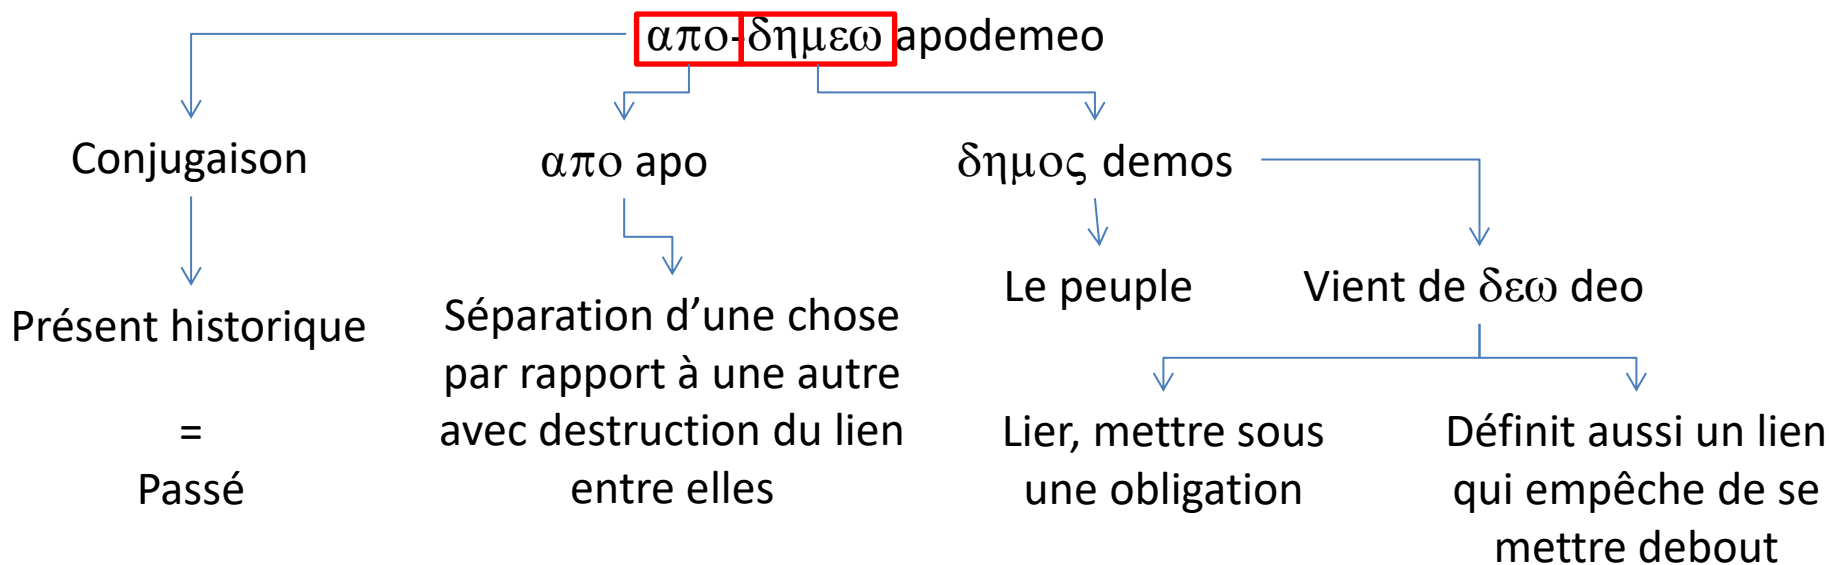 απο-δημεω apodemeo
Conjugaison
απο apo
δημος demos
Présent historique
=
Passé
Séparation d’une chose
par rapport à une autre
avec destruction du lien
entre elles
Le peuple
Vient de δεω deo
Lier, mettre sous
une obligation
Définit aussi un lien
qui empêche de se
mettre debout